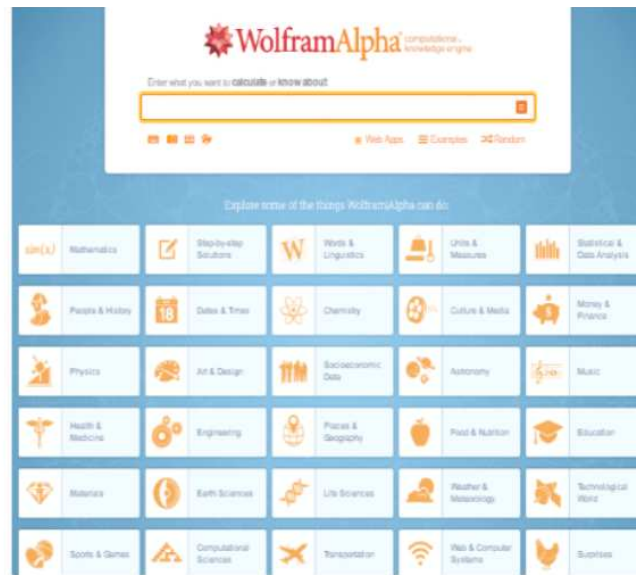 WolframAlpha computational... knowledge engine.
Enter what you want to calculate or know about:
Web Apps Examples Random
Explore some of the things WolframAlpha can do
sin(x) Mathematics
Step-by-step Solutions
W Words & Linguistics
Units & Measures
Statistical & Data Analysis
People & History
18 Dates & Times
Chemistry
Culture & Media
$ Money & Finance
Physics
Art & Design
Socioeconomic Data
Astronomy
Music
Health & Medicine
Engineering
Places & Geography
Food & Nutrition
Education
Materials
Earth Sciences
Life Sciences
Weather & Meteorology
Technological World
Sports & Games
Computational Sciences
Transportation
Web & Computer Systems
Surprises